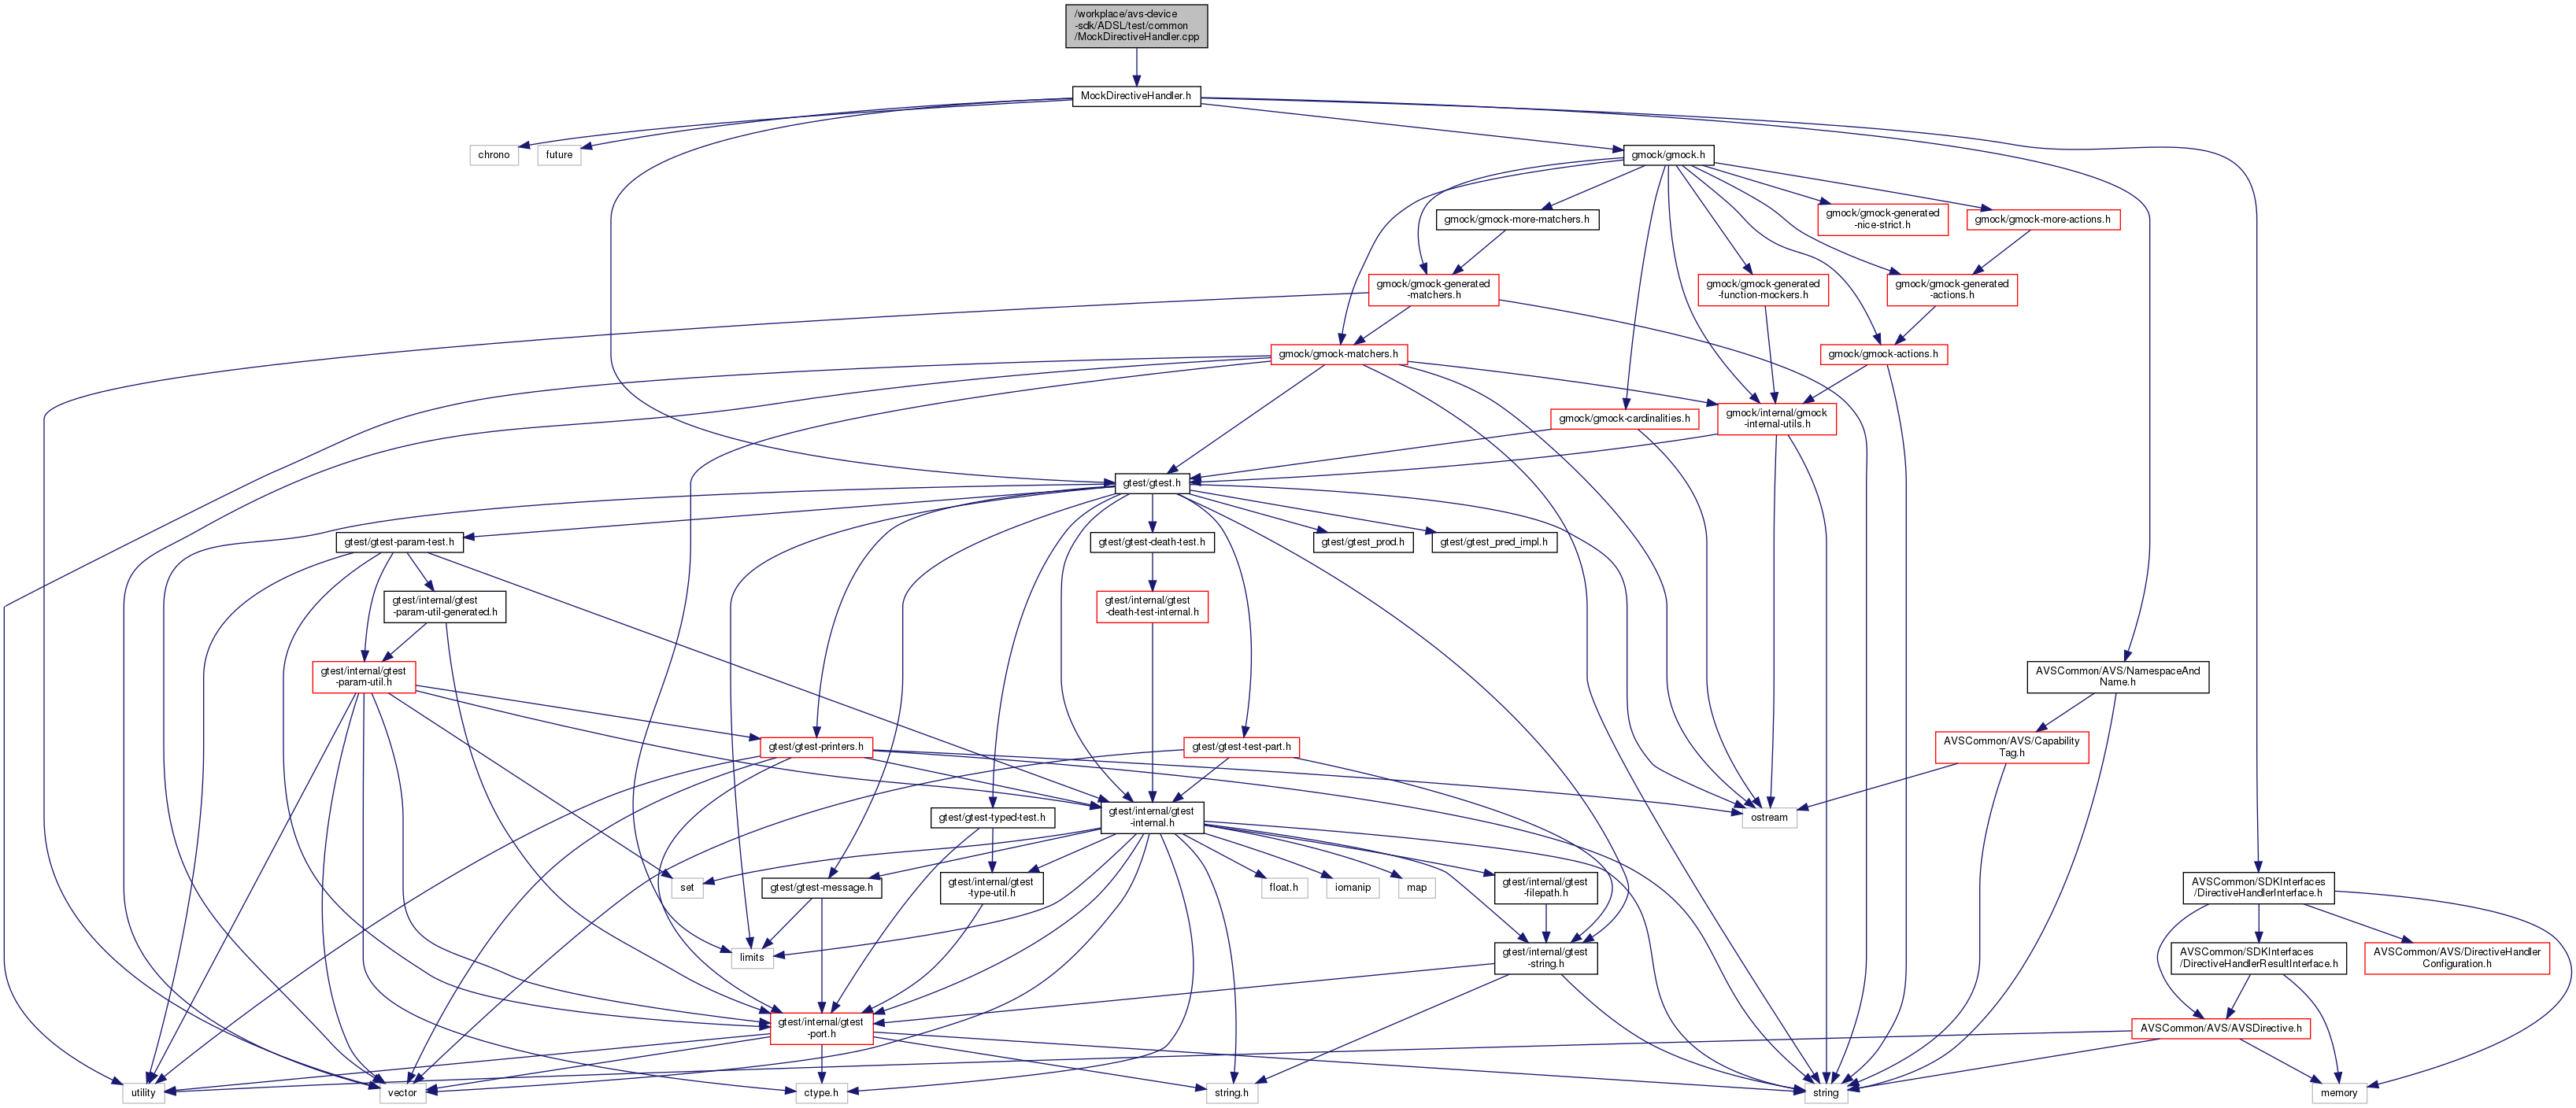 /workplace/avs-device
-sdk/ADSL/test/common
/MockDirectiveHandler.cpp
MockDirectiveHandler.h
chrono
future
gmock/gmock.h
gmock/gmock-more-matchers.h
gmock/gmock-generated
-nice-strict.h
gmock/gmock-more-actions.h
gmock/gmock-generated
-matchers.h
gmock/gmock-generated
-function-mockers.h
gmock/gmock-generated
-actions.h
gmock/gmock-matchers.h
gmock/gmock-actions.h
gmock/gmock-cardinalities.h
gmock/internal/gmock
-internal-utils.h
gtest/gtest.h
gtest/gtest-param-test.h
gtest/gtest-death-test.h
gtest/gtest_prod.h
gtest/gtest_pred_impl.h
gtest/internal/gtest
-param-util-generated.h
gtest/internal/gtest
-death-test-internal.h
gtest/internal/gtest
-param-util.h
AVSCommon/AVS/NamespaceAnd
Name.h
gtest/gtest-printers.h
gtest/gtest-test-part.h
AVSCommon/AVS/Capability
Tag.h
gtest/gtest-typed-test.h
gtest/internal/gtest
-internal.h
ostream
set
gtest/gtest-message.h
gtest/internal/gtest
-type-util.h
float.h
iomanip
map
gtest/internal/gtest
-filepath.h
AVSCommon/SDKInterfaces
/DirectiveHandlerInterface.h
limits
gtest/internal/gtest
-string.h
AVSCommon/SDKInterfaces
/DirectiveHandlerResultInterface.h
AVSCommon/AVS/DirectiveHandler
Configuration.h
gtest/internal/gtest
-port.h
AVSCommon/AVS/AVSDirective.h
utility
vector
ctype.h
string.h
string
memory